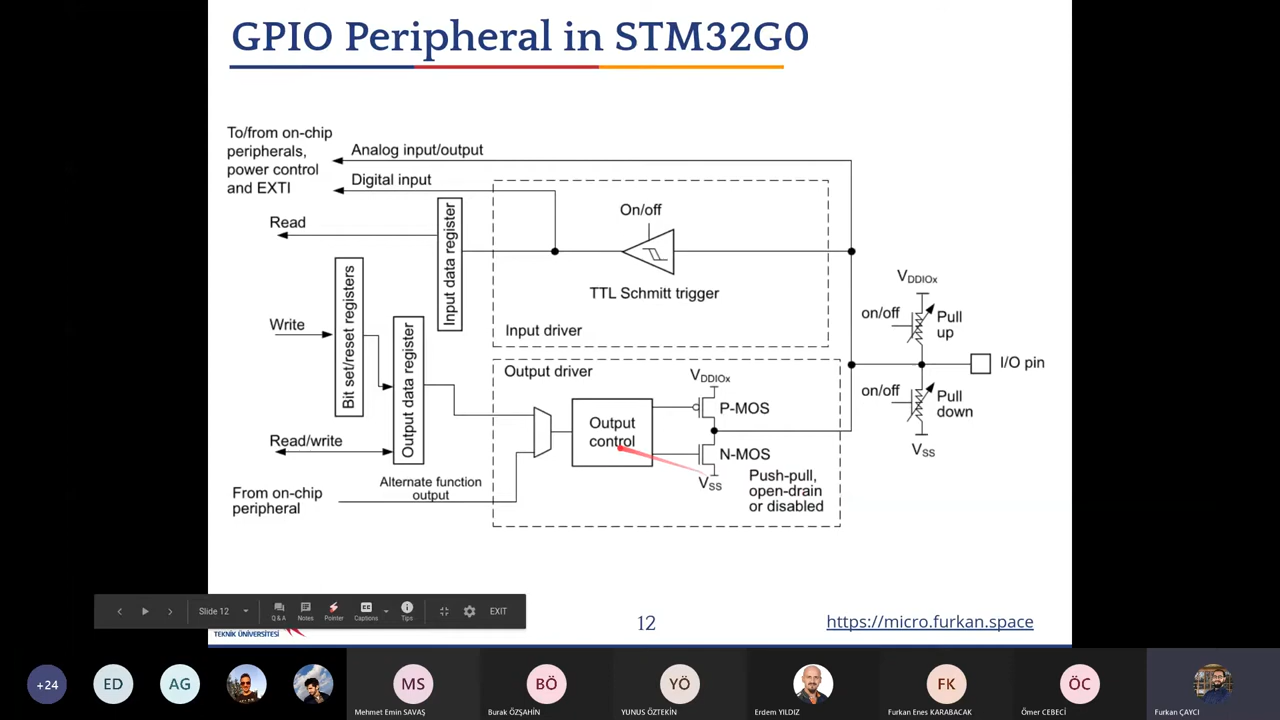 GPIO Peripheral in STM32G0
To/from on-chip
peripherals,
power control
and EXTI
Analog input/output
Digital input
Read
Input data register
On/off
TTL Schmitt trigger
Input driver
Bit set/reset registers
Write
Output data register
Read/write
From on-chip
peripheral
Alternate function
output
Output driver
Output
control
VDDIOx
P-MOS
N-MOS
VSS
Push-pull,
open-drain
or disabled
VDDIOx
on/off
Pull
up
I/O pin
on/off
Pull
down
VSS
Slide 12
Q & A
Notes
Pointer
Captions
Tips
EXIT
TEKNİK ÜNİVERSİTESİ
12
https://micro.furkan.space
+24
ED
AG
MS
Mehmet Emin SAVAŞ
BÖ
Burak ÖZŞAHİN
YÖ
YUNUS ÖZTEKİN
Erdem YILDIZ
FK
Furkan Enes KARABACAK
ÖC
Ömer CEBECİ
Furkan ÇAYCI